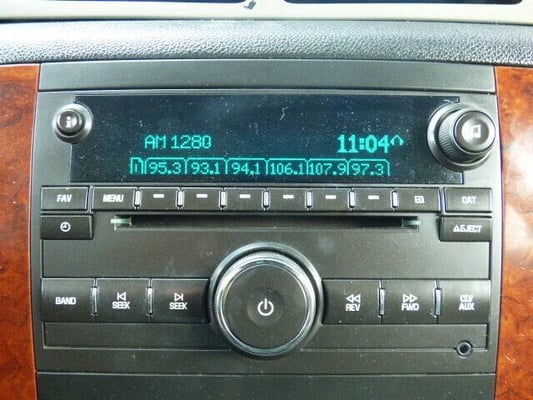 AM 1280 11:04
1 95.3 93.1 94.1 106.1 107.9 97.3
FAV MENU EQ CAT
EJECT
BAND SEEK SEEK REV FWD CD/ AUX